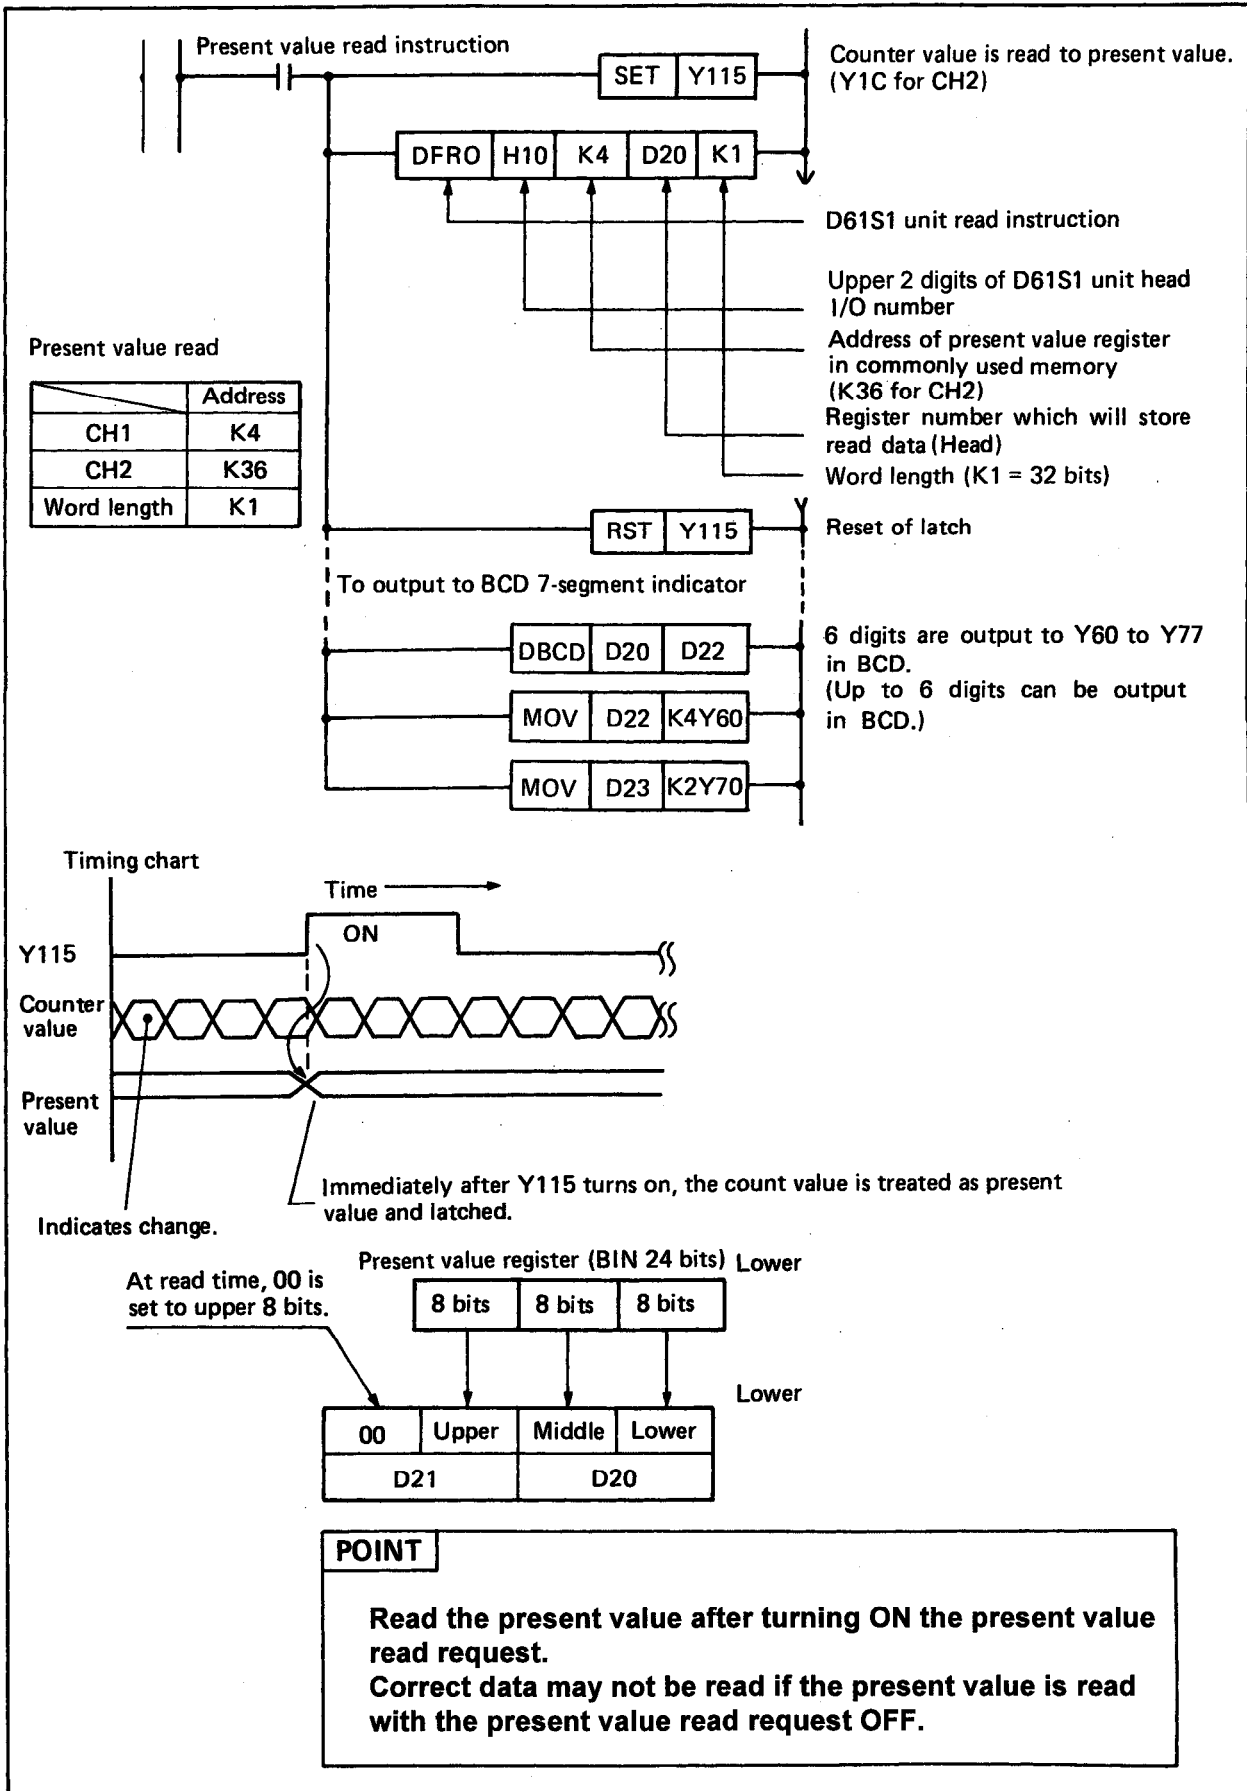 Present value read instruction
SET Y115
Counter value is read to present value.
(Y1C for CH2)
DFRO H10 K4 D20 K1
D61S1 unit read instruction
Upper 2 digits of D61S1 unit head
I/O number
Address of present value register
in commonly used memory
(K36 for CH2)
Register number which will store
read data (Head)
Word length (K1 = 32 bits)
Present value read
Address
CH1 K4
CH2 K36
Word length K1
RST Y115
Reset of latch
To output to BCD 7-segment indicator
DBCD D20 D22
6 digits are output to Y60 to Y77
in BCD.
(Up to 6 digits can be output
in BCD.)
MOV D22 K4Y60
MOV D23 K2Y70
Timing chart
Time
ON
Y115
Counter
value
Present
value
Immediately after Y115 turns on, the count value is treated as present
value and latched.
Indicates change.
Present value register (BIN 24 bits) Lower
At read time, 00 is
set to upper 8 bits.
8 bits 8 bits 8 bits
Lower
00 Upper Middle Lower
D21 D20
POINT
Read the present value after turning ON the present value
read request.
Correct data may not be read if the present value is read
with the present value read request OFF.